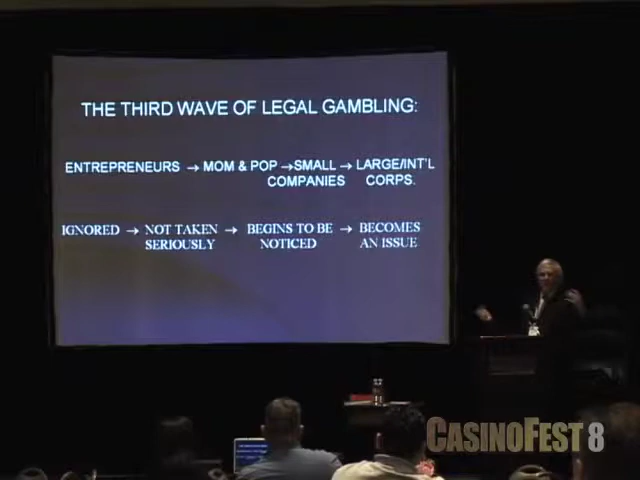 THE THIRD WAVE OF LEGAL GAMBLING:
ENTREPRENEURS → MOM & POP → SMALL → LARGE/INT'L
COMPANIES CORPS.
IGNORED → NOT TAKEN → BEGINS TO BE → BECOMES
SERIOUSLY NOTICED AN ISSUE
CASINOFEST 8